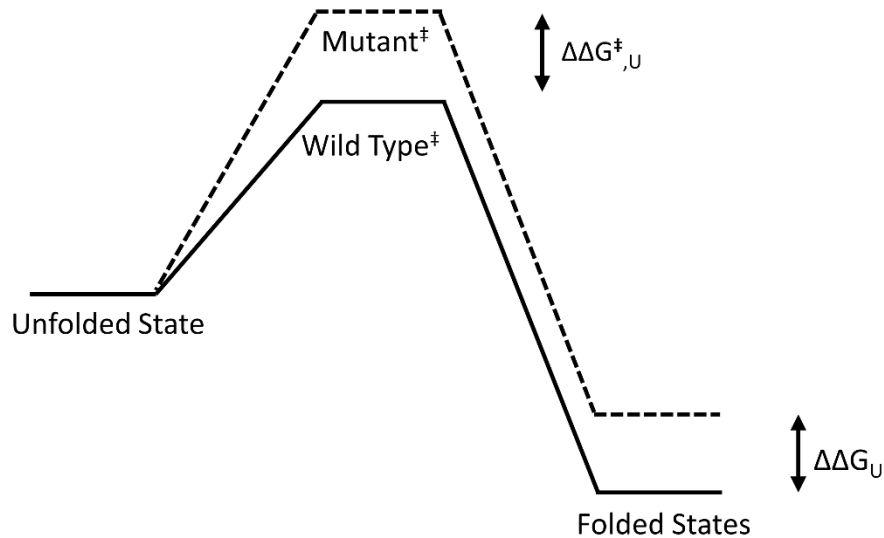 Mutant‡
ΔΔG‡,U
Wild Type‡
Unfolded State
ΔΔGU
Folded States